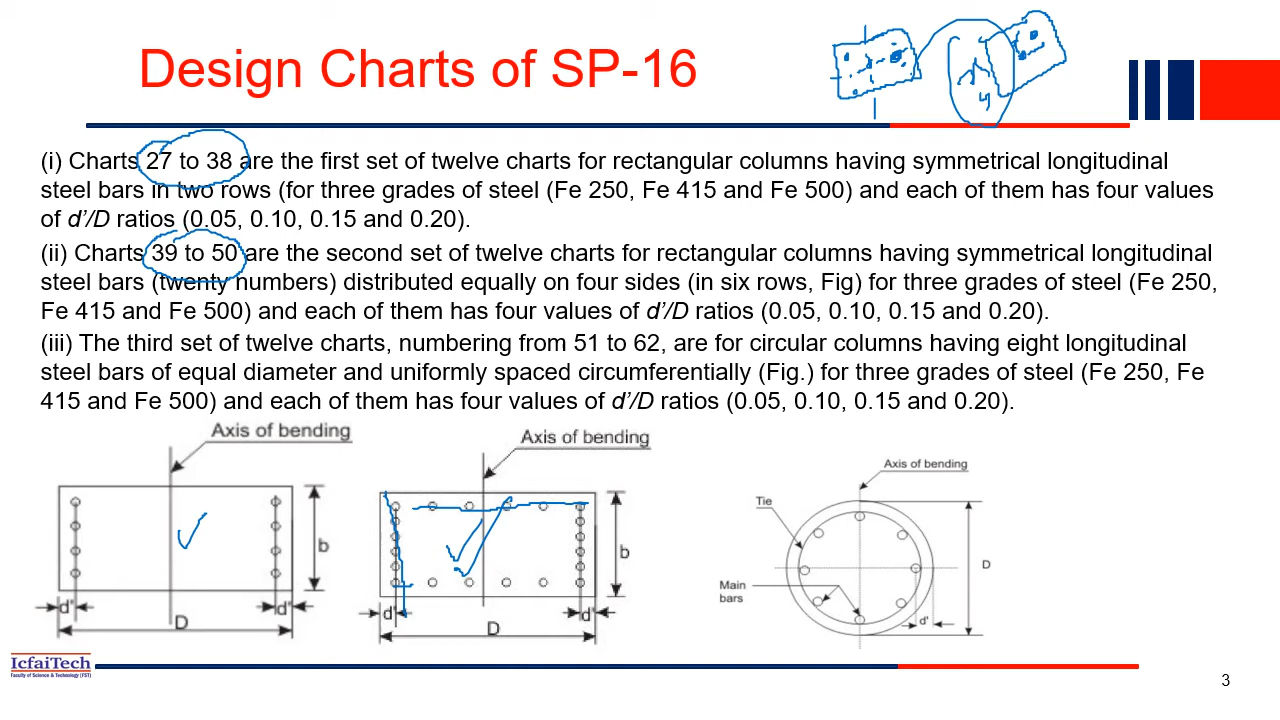 Design Charts of SP-16
(i) Charts 27 to 38 are the first set of twelve charts for rectangular columns having symmetrical longitudinal
steel bars in two rows (for three grades of steel (Fe 250, Fe 415 and Fe 500) and each of them has four values
of d'/D ratios (0.05, 0.10, 0.15 and 0.20).
(ii) Charts 39 to 50 are the second set of twelve charts for rectangular columns having symmetrical longitudinal
steel bars (twenty numbers) distributed equally on four sides (in six rows, Fig) for three grades of steel (Fe 250,
Fe 415 and Fe 500) and each of them has four values of d'/D ratios (0.05, 0.10, 0.15 and 0.20).
(iii) The third set of twelve charts, numbering from 51 to 62, are for circular columns having eight longitudinal
steel bars of equal diameter and uniformly spaced circumferentially (Fig.) for three grades of steel (Fe 250, Fe
415 and Fe 500) and each of them has four values of d'/D ratios (0.05, 0.10, 0.15 and 0.20).
Axis of bending
b
d'
d'
D
Axis of bending
b
d'
d'
D
Axis of bending
Tie
D
Main
bars
d'
IcfaiTech
Faculty of Science & Technology (FST)
3